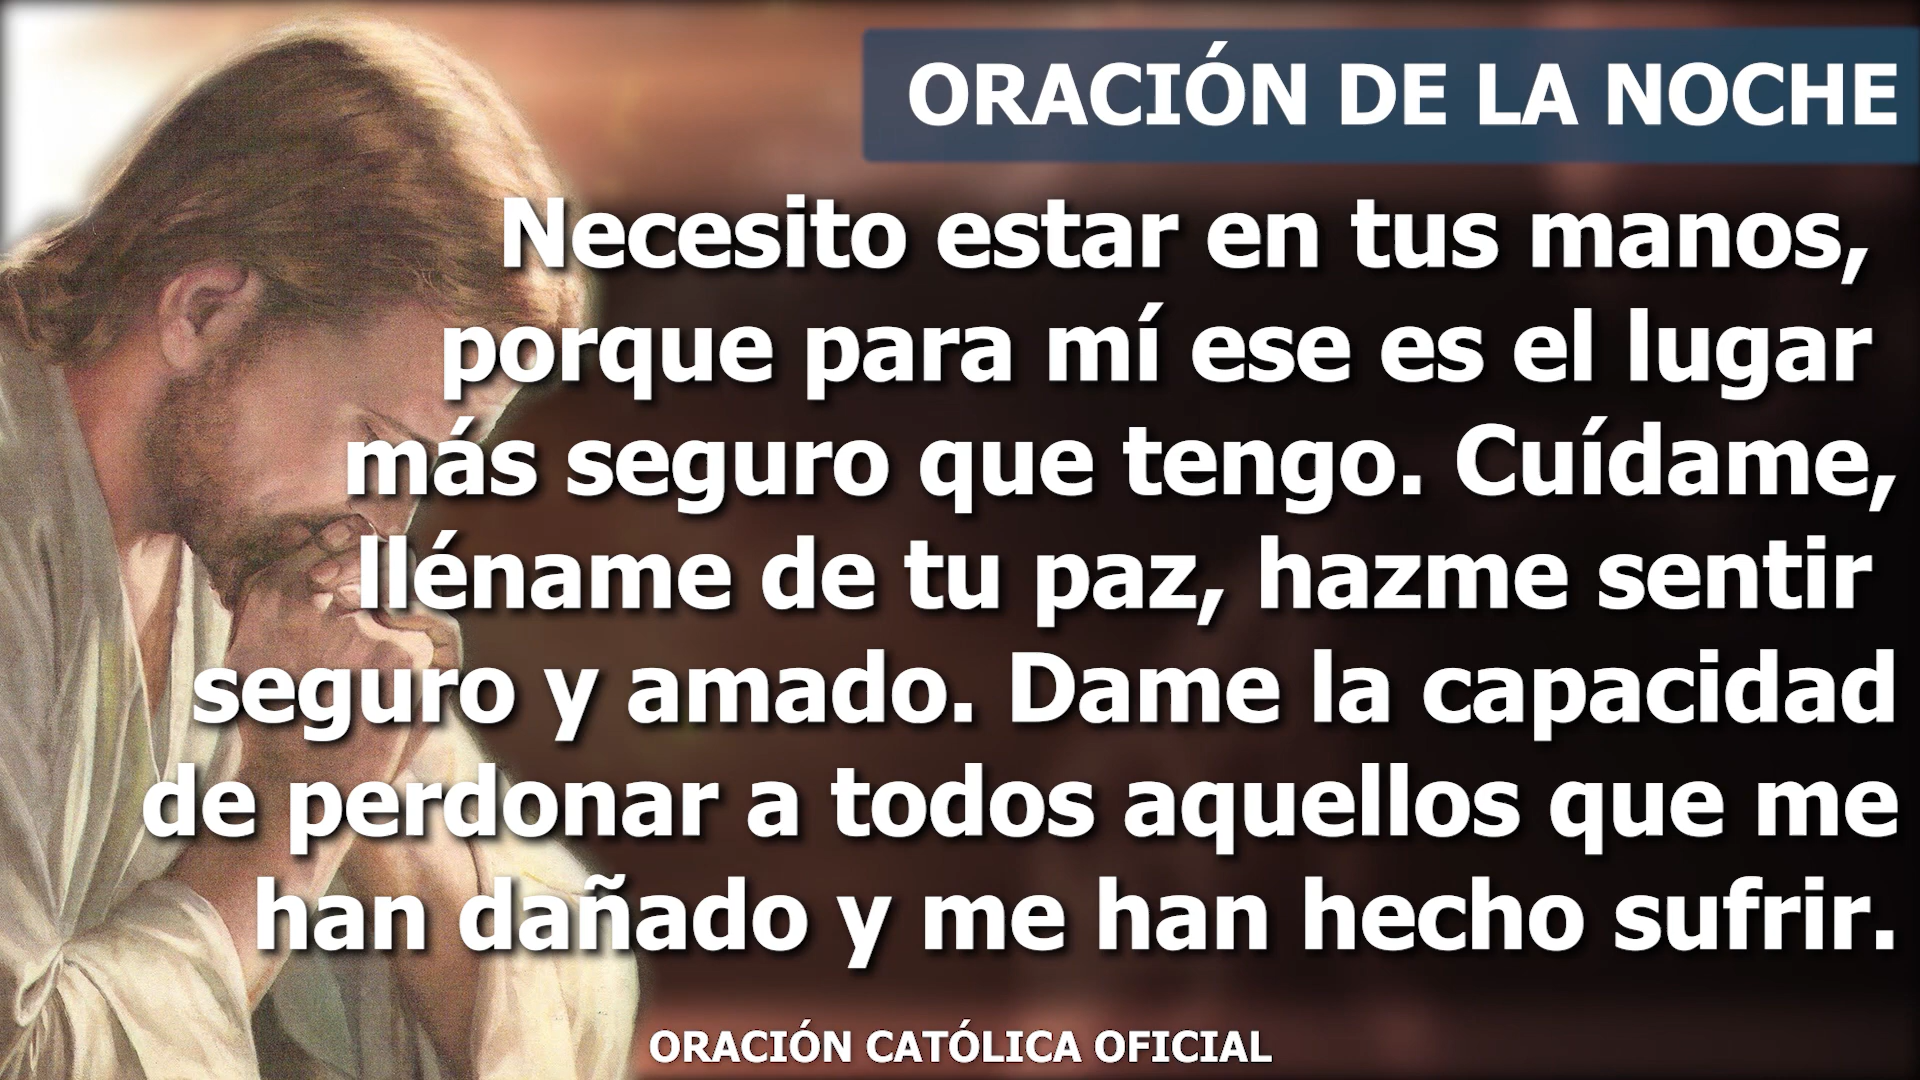 ORACIÓN DE LA NOCHE
Necesito estar en tus manos,
porque para mí ese es el lugar
más seguro que tengo. Cuídame,
lléname de tu paz, hazme sentir
seguro y amado. Dame la capacidad
de perdonar a todos aquellos que me
han dañado y me han hecho sufrir.
ORACIÓN CATÓLICA OFICIAL